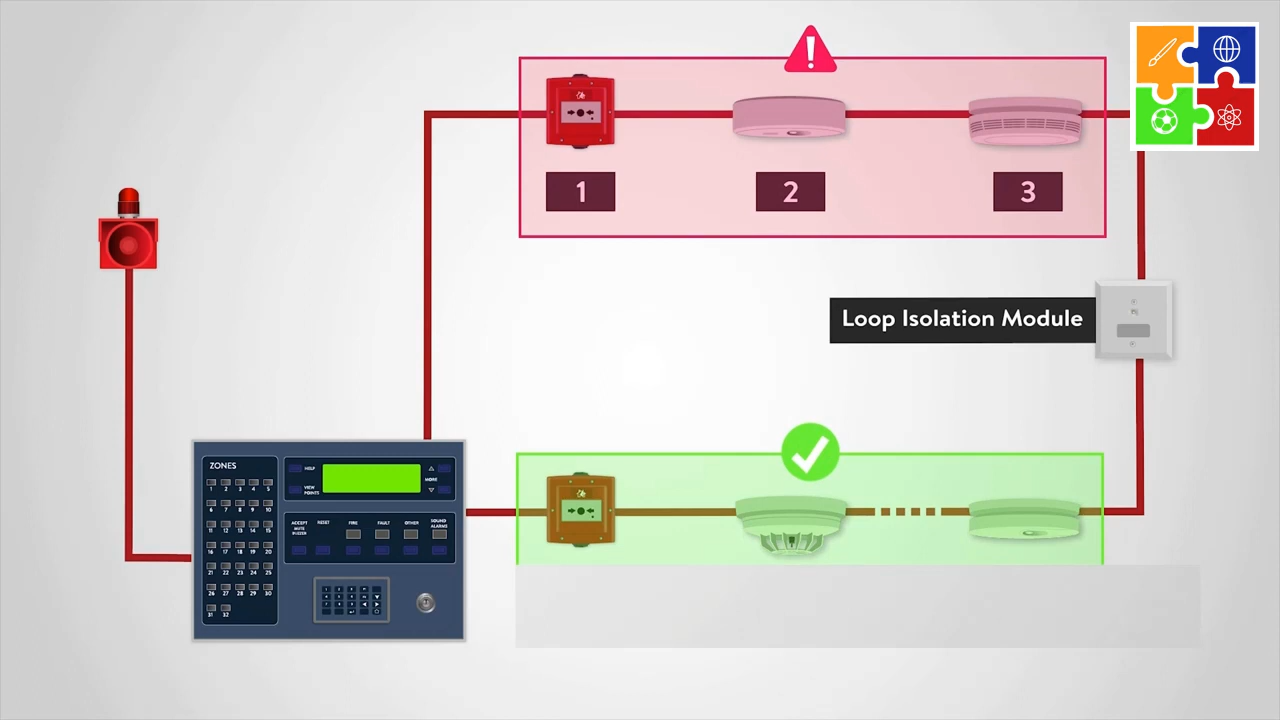 1
2
3
Loop Isolation Module
ZONES
1 2 3 4 5
6 7 8 9 10
11 12 13 14 15
16 17 18 19 20
21 22 23 24 25
26 27 28 29 30
31 32
HELP
VIEW
POINTS
MORE
ACCEPT
MUTE
BUZZER
RESET
FIRE
FAULT
OTHER
SOUND
ALARMS